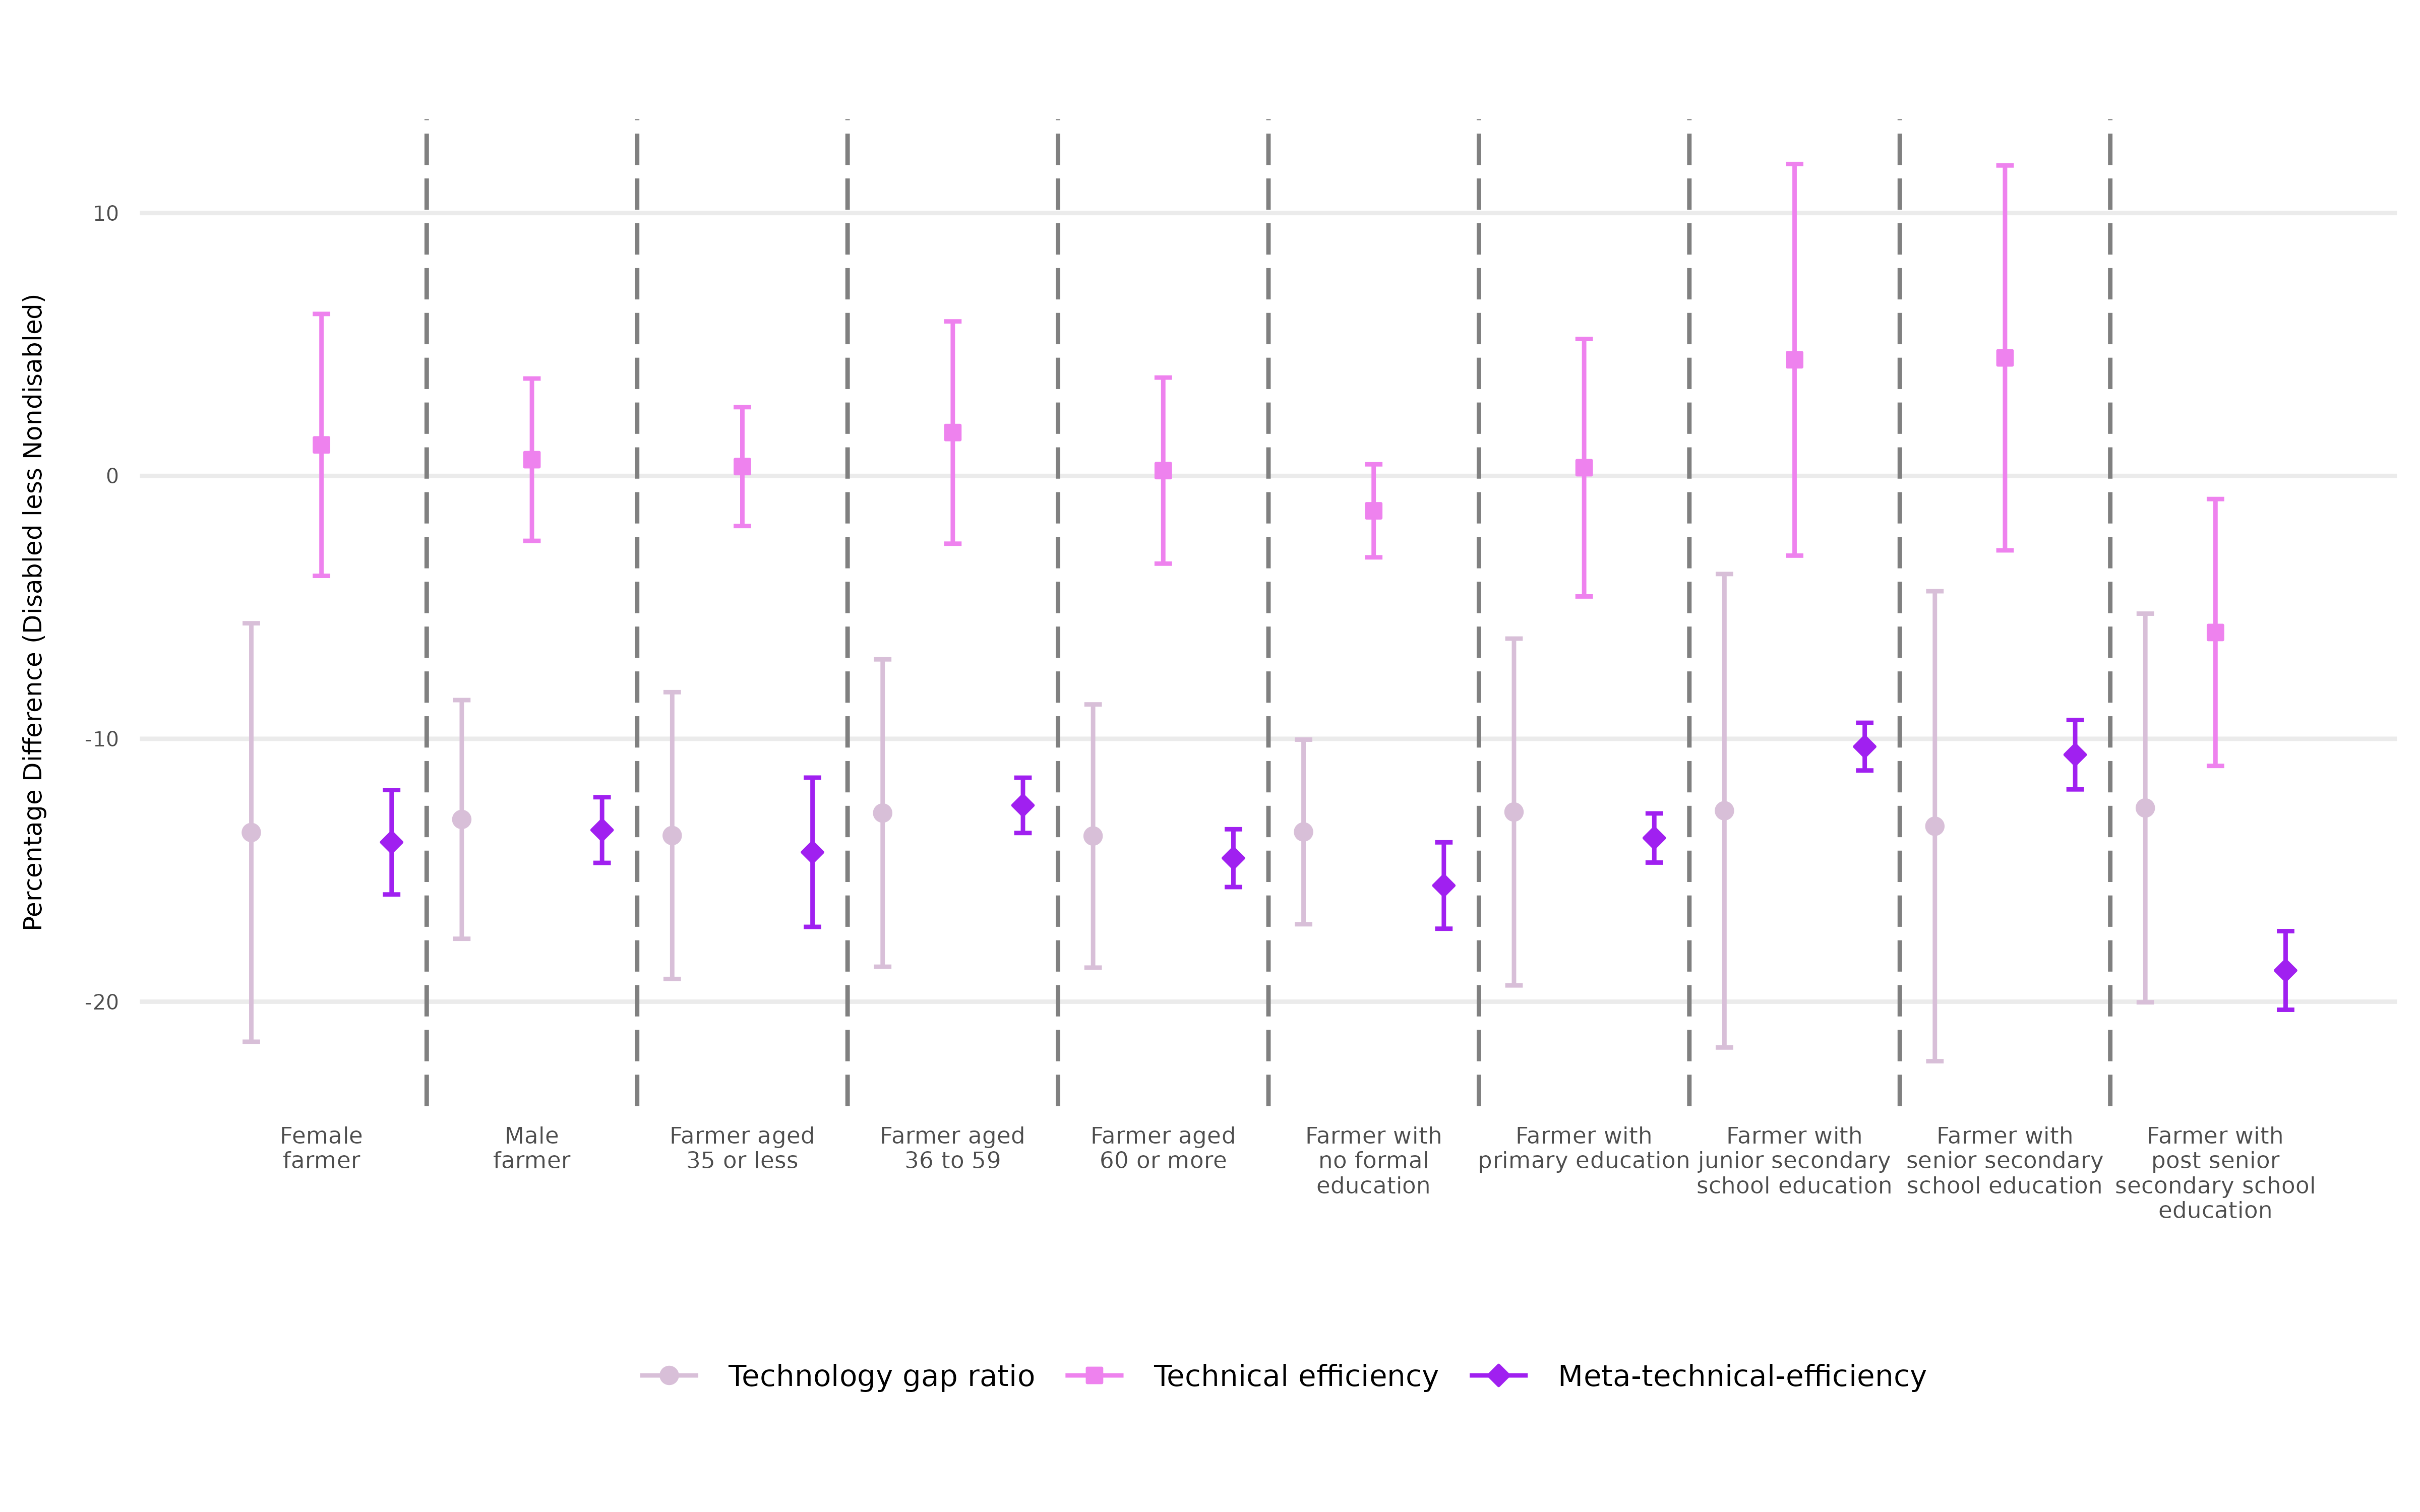 Percentage Difference (Disabled less Nondisabled)
10
0
-10
-20
Female
farmer
Male
farmer
Farmer aged
35 or less
Farmer aged
36 to 59
Farmer aged
60 or more
Farmer with
no formal
education
Farmer with
primary education
Farmer with
junior secondary
school education
Farmer with
senior secondary
school education
Farmer with
post senior
secondary school
education
Technology gap ratio
Technical efficiency
Meta-technical-efficiency